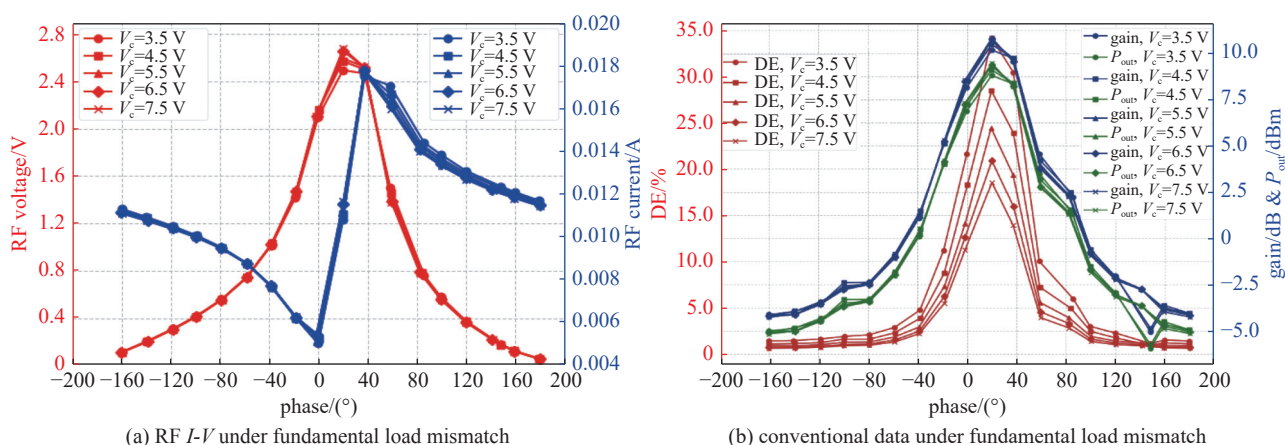 2.8
2.4
2.0
1.6
1.2
0.8
0.4
0
RF voltage/V
Vc=3.5 V
Vc=4.5 V
Vc=5.5 V
Vc=6.5 V
Vc=7.5 V
Vc=3.5 V
Vc=4.5 V
Vc=5.5 V
Vc=6.5 V
Vc=7.5 V
0.020
0.018
0.016
0.014
0.012
0.010
0.008
0.006
0.004
RF current/A
−200 −160 −120 −80 −40 0 40 80 120 160 200
phase/(°)
(a) RF I-V under fundamental load mismatch
35.0
30.0
25.0
20.0
15.0
10.0
5.0
0
DE/%
DE, Vc=3.5 V
DE, Vc=4.5 V
DE, Vc=5.5 V
DE, Vc=6.5 V
DE, Vc=7.5 V
gain, Vc=3.5 V
Pout, Vc=3.5 V
gain, Vc=4.5 V
Pout, Vc=4.5 V
gain, Vc=5.5 V
Pout, Vc=5.5 V
gain, Vc=6.5 V
Pout, Vc=6.5 V
gain, Vc=7.5 V
Pout, Vc=7.5 V
10.0
7.5
5.0
2.5
0
−2.5
−5.0
gain/dB & Pout/dBm
−200 −160 −120 −80 −40 0 40 80 120 160 200
phase/(°)
(b) conventional data under fundamental load mismatch